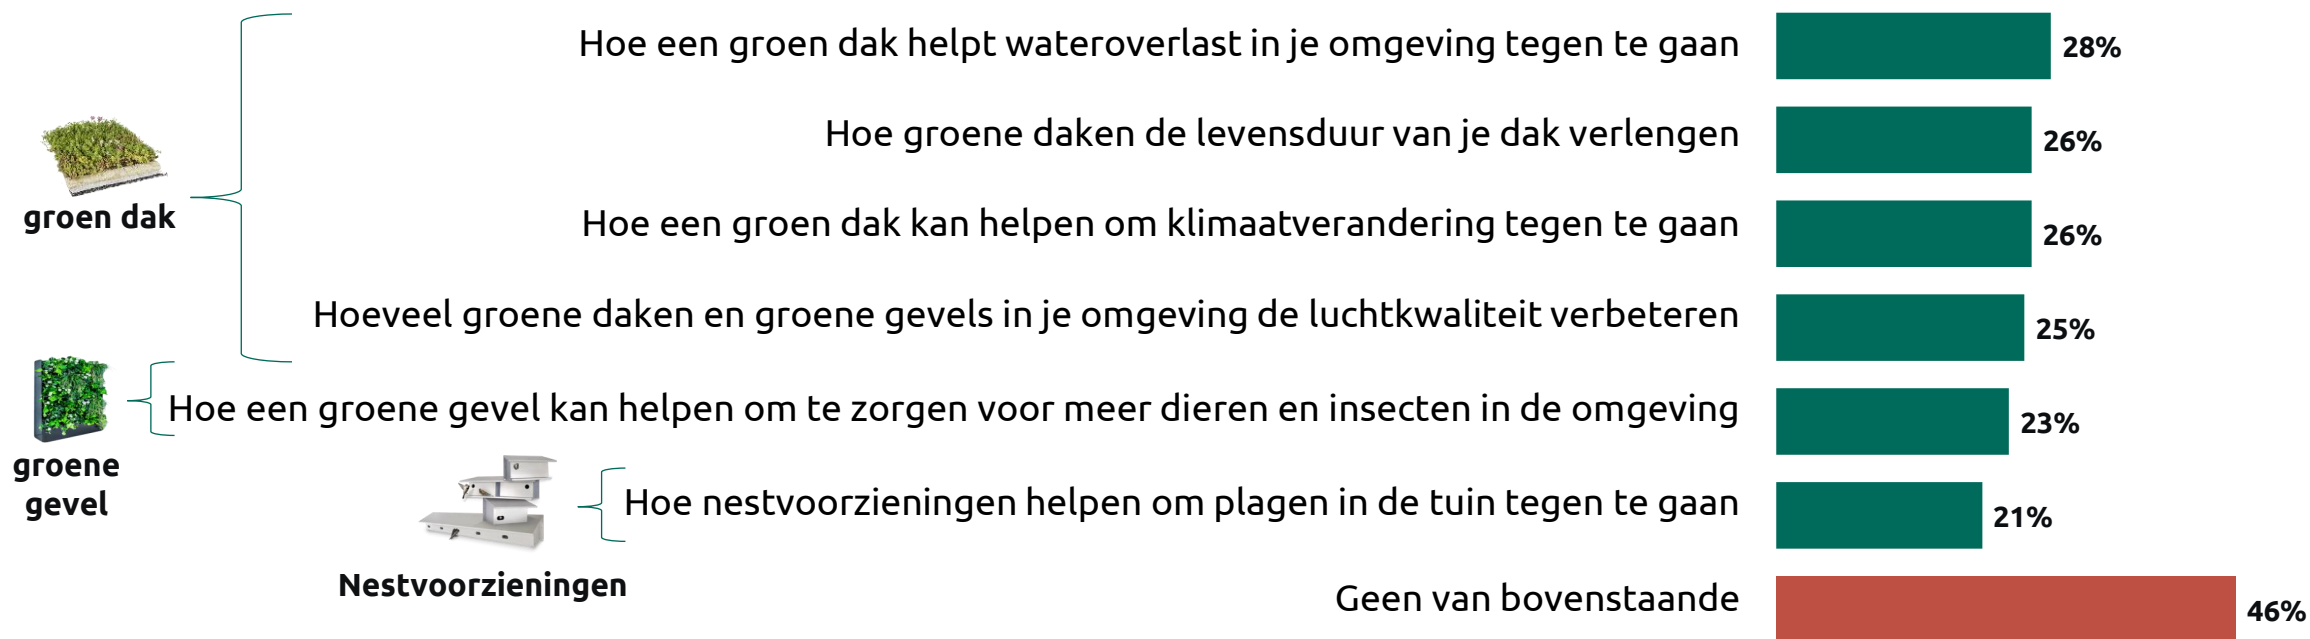 Hoe een groen dak helpt wateroverlast in je omgeving tegen te gaan 28%
Hoe groene daken de levensduur van je dak verlengen 26%
groen dak
Hoe een groen dak kan helpen om klimaatverandering tegen te gaan 26%
Hoeveel groene daken en groene gevels in je omgeving de luchtkwaliteit verbeteren 25%
Hoe een groene gevel kan helpen om te zorgen voor meer dieren en insecten in de omgeving 23%
groene
gevel
Hoe nestvoorzieningen helpen om plagen in de tuin tegen te gaan 21%
Nestvoorzieningen
Geen van bovenstaande 46%